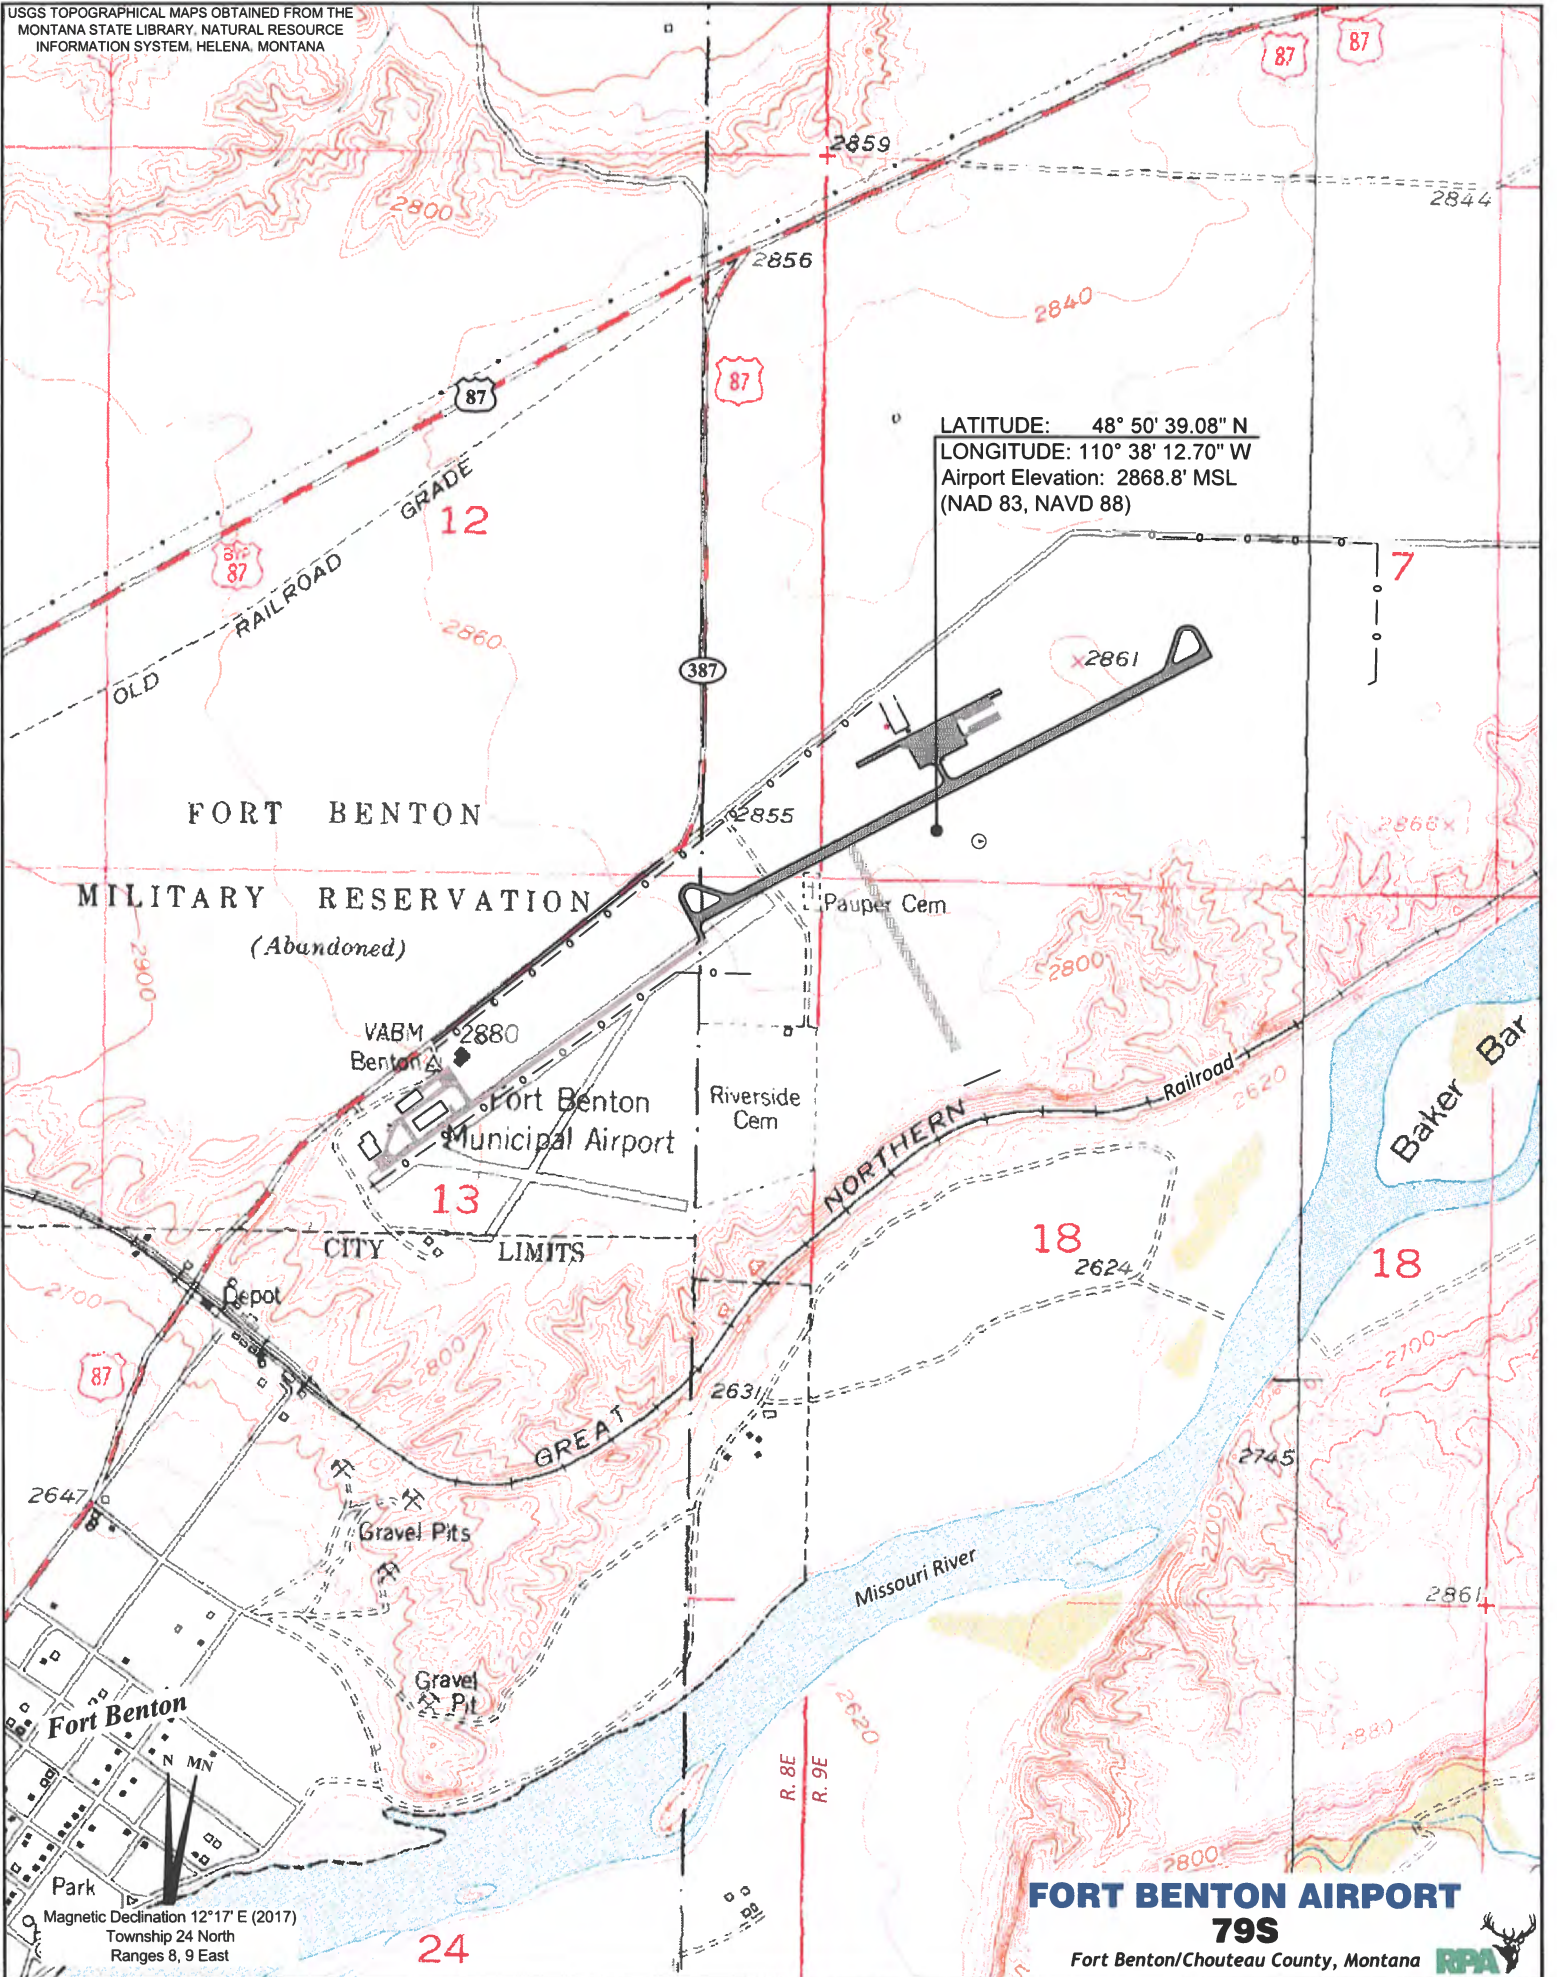 USGS TOPOGRAPHICAL MAPS OBTAINED FROM THE
MONTANA STATE LIBRARY, NATURAL RESOURCE
INFORMATION SYSTEM, HELENA, MONTANA
87
87
2859
2800
2844
2856
2840
87
87
LATITUDE: 48° 50' 39.08" N
LONGITUDE: 110° 38' 12.70" W
Airport Elevation: 2868.8' MSL
(NAD 83, NAVD 88)
OLD RAILROAD GRADE
12
87
7
2860
387
2861
FORT BENTON
2855
2866
MILITARY RESERVATION
(Abandoned)
Pauper Cem
2900
2800
VABM 2880
Benton
Fort Benton
Municipal Airport
Riverside
Cem
Baker Bar
2620
13
18
18
2624
CITY LIMITS
GREAT NORTHERN Railroad
Depot
2700
2800
87
2631
2700
2745
2647
Gravel Pits
2700
Missouri River
2861
Gravel
Pit
2620
2880
Fort Benton
N MN
R. 8E
R. 9E
2800
Park
Magnetic Declination 12°17' E (2017)
Township 24 North
Ranges 8, 9 East
24
FORT BENTON AIRPORT
79S
Fort Benton/Chouteau County, Montana
RPA